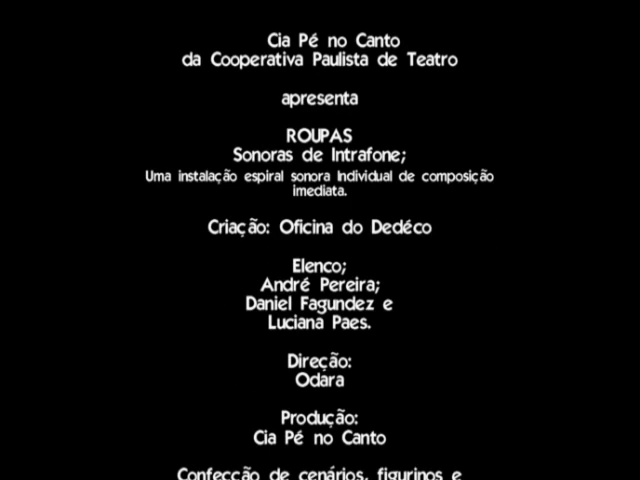 Cia Pé no Canto
da Cooperativa Paulista de Teatro
apresenta
ROUPAS
Sonoras de Intrafone;
Uma instalação espiral sonora Individual de composição
imediata.
Criação: Oficina do Dedéco
Elenco;
André Pereira;
Daniel Fagundez e
Luciana Paes.
Direção:
Odara
Produção:
Cia Pé no Canto
Confecção de cenários, figurinos e